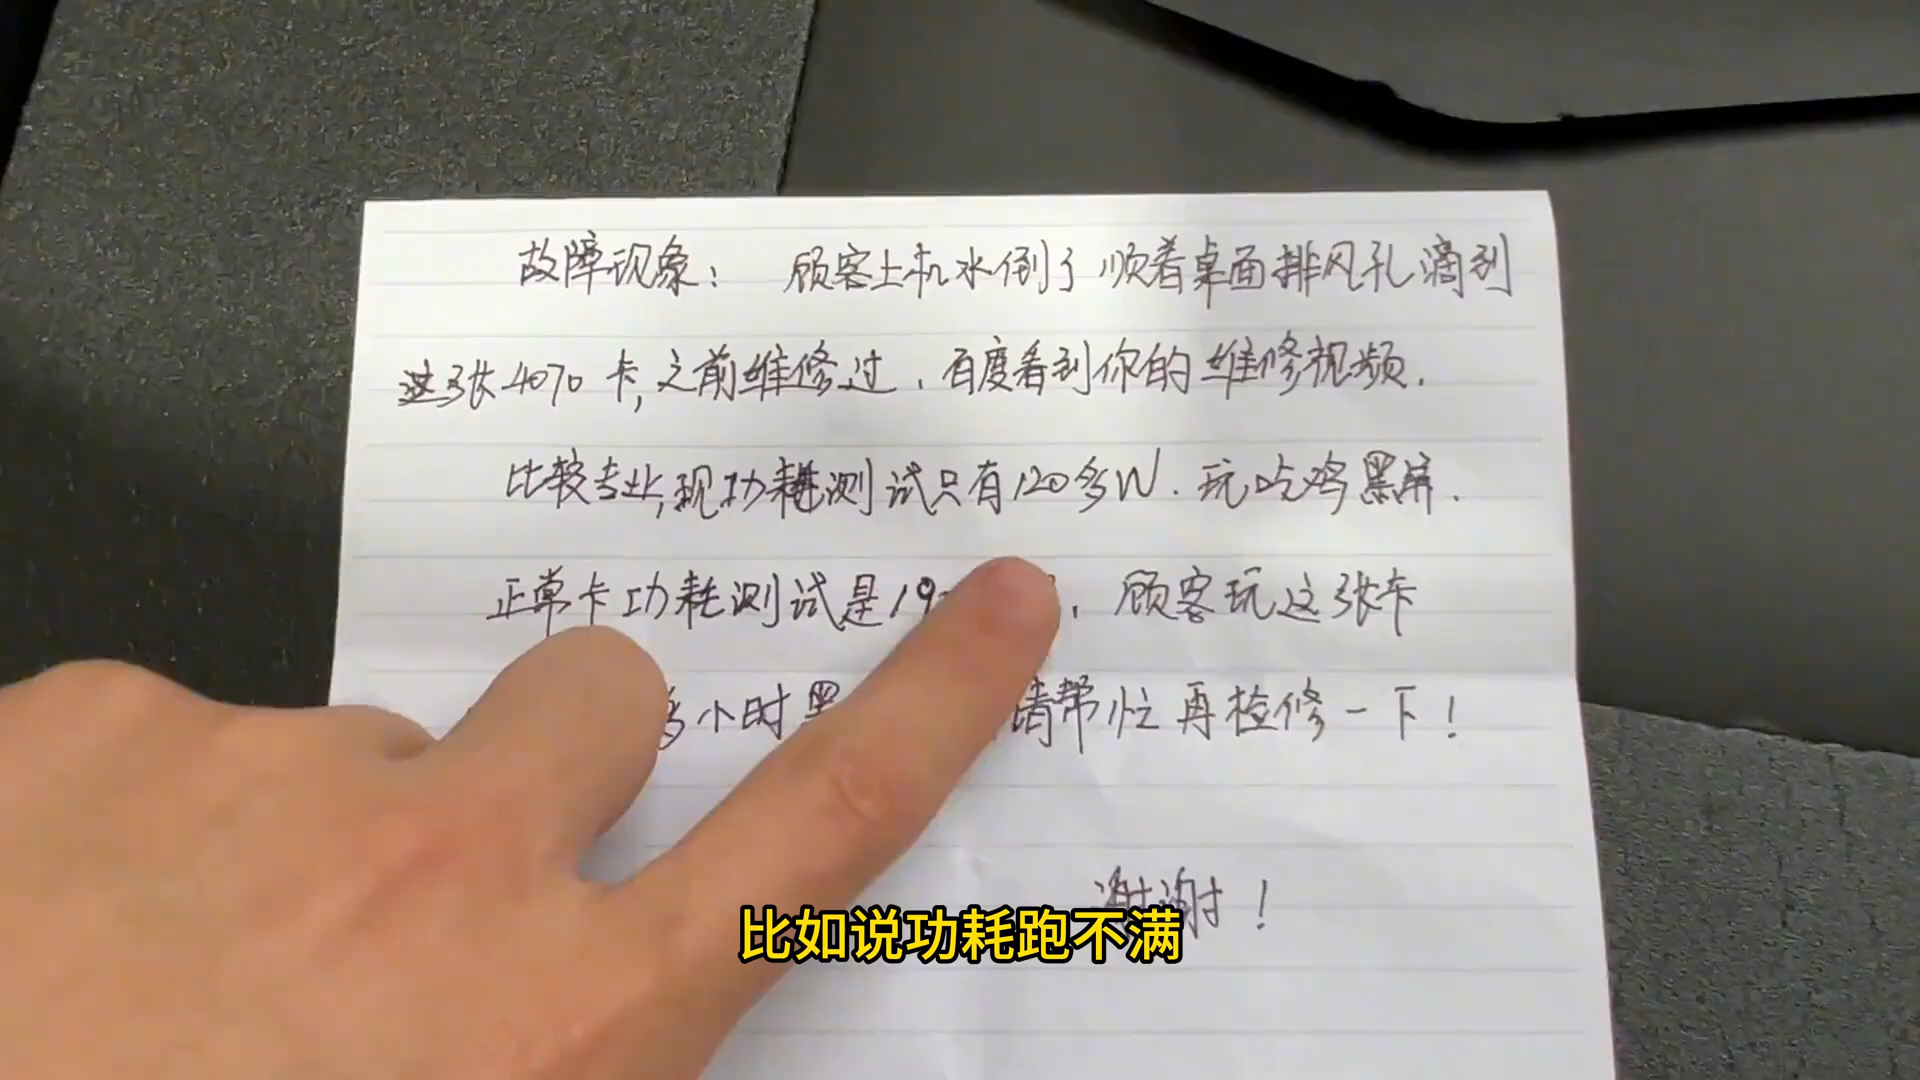 故障现象： 顾客上机水倒了顺着桌面排风孔滴到
这张4070卡，之前维修过，百度看到你的维修视频.
比较专业，现功耗测试只有120多W.玩吃鸡黑屏.
正常卡功耗测试是19 ，顾客玩这张卡
多小时黑 请帮忙再检修一下！
谢谢！
比如说功耗跑不满